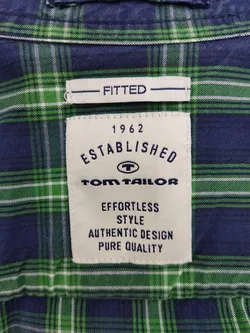 FITTED
1962
ESTABLISHED
TOM TAILOR
EFFORTLESS
STYLE
AUTHENTIC DESIGN
PURE QUALITY